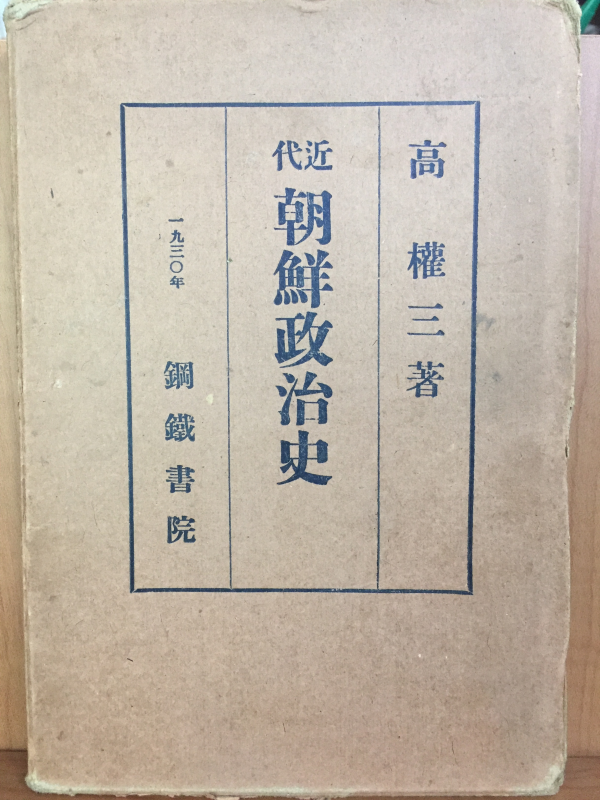 高權三著
近代
朝鮮政治史
一九三〇年
鋼鐵書院